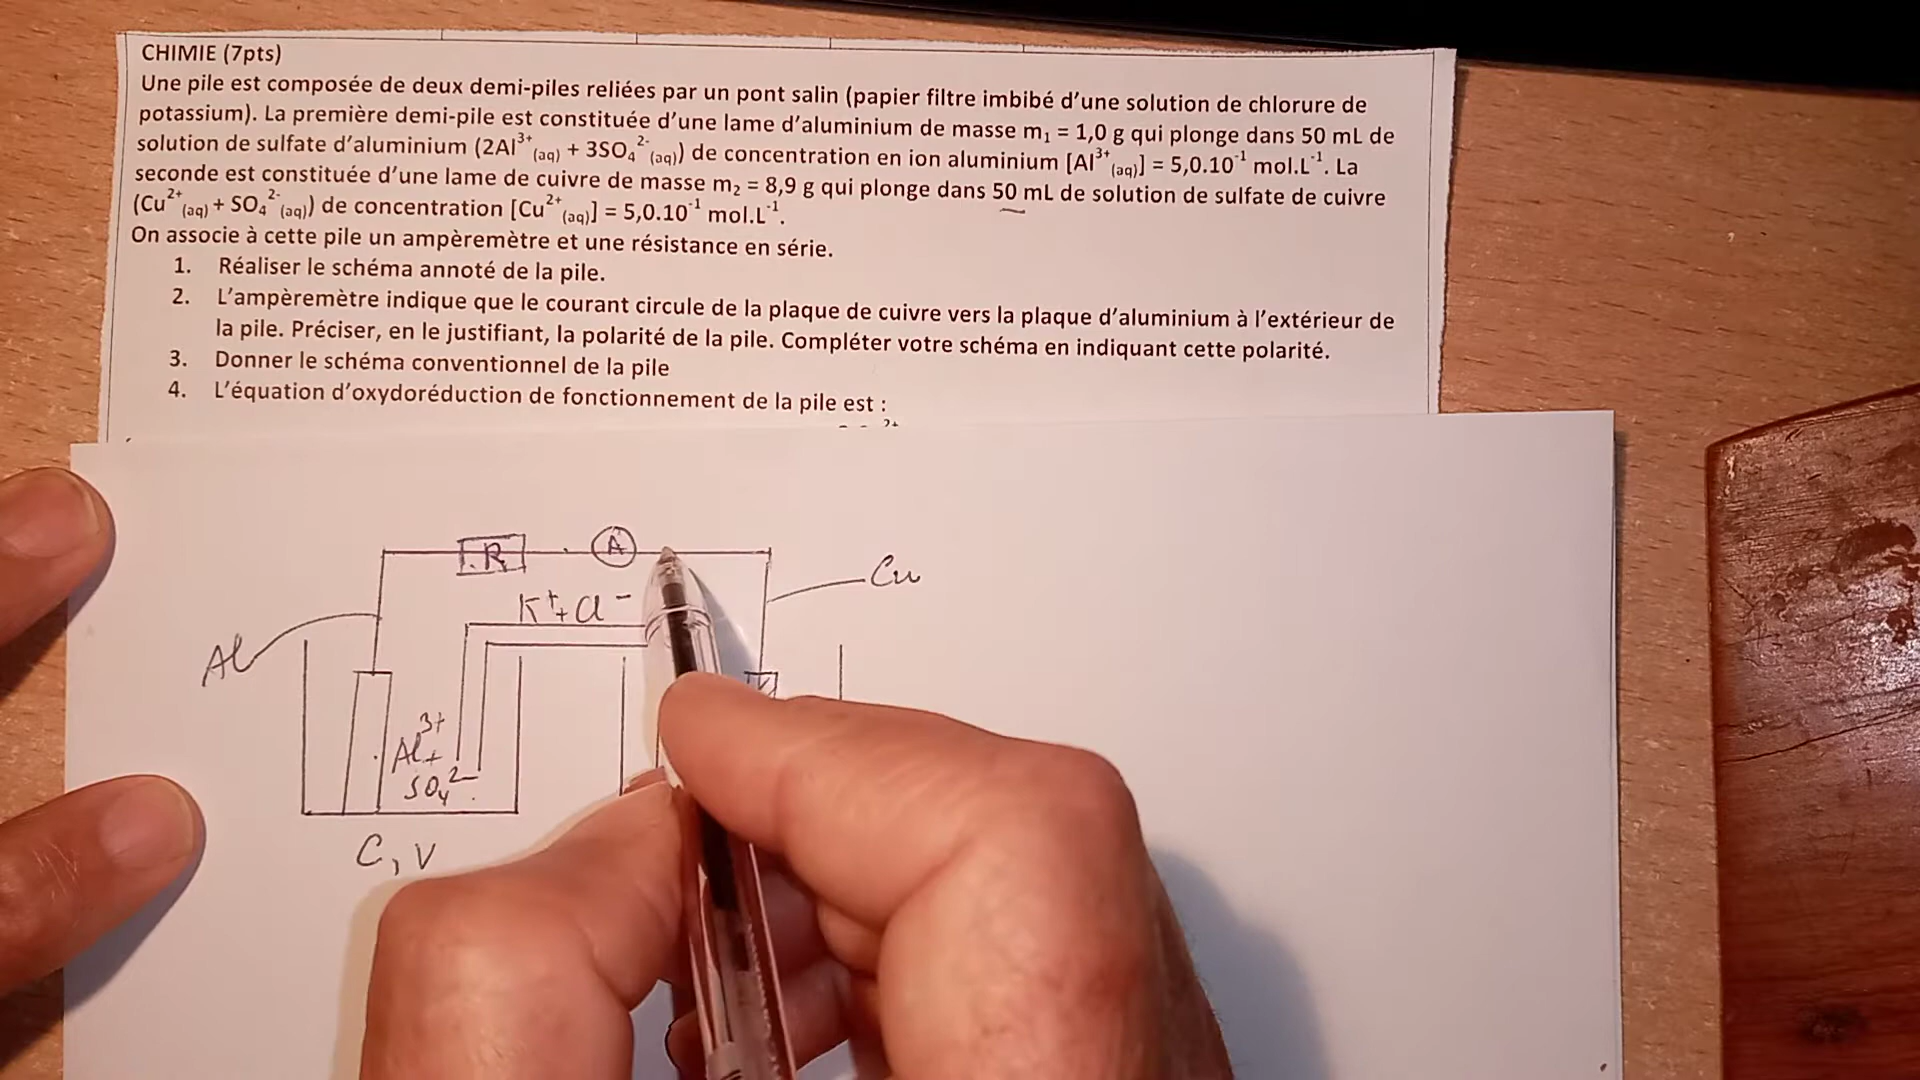 CHIMIE (7pts)
Une pile est composée de deux demi-piles reliées par un pont salin (papier filtre imbibé d'une solution de chlorure de
potassium). La première demi-pile est constituée d'une lame d'aluminium de masse m₁ = 1,0 g qui plonge dans 50 mL de
solution de sulfate d'aluminium (2Al³⁺(aq) + 3SO₄²⁻(aq)) de concentration en ion aluminium [Al³⁺(aq)] = 5,0.10⁻¹ mol.L⁻¹. La
seconde est constituée d'une lame de cuivre de masse m₂ = 8,9 g qui plonge dans 50 mL de solution de sulfate de cuivre
(Cu²⁺(aq) + SO₄²⁻(aq)) de concentration [Cu²⁺(aq)] = 5,0.10⁻¹ mol.L⁻¹.
On associe à cette pile un ampèremètre et une résistance en série.
1. Réaliser le schéma annoté de la pile.
2. L'ampèremètre indique que le courant circule de la plaque de cuivre vers la plaque d'aluminium à l'extérieur de
la pile. Préciser, en le justifiant, la polarité de la pile. Compléter votre schéma en indiquant cette polarité.
3. Donner le schéma conventionnel de la pile
4. L'équation d'oxydoréduction de fonctionnement de la pile est :
R
A
Cu
K⁺ + Cl⁻
Al
Al³⁺ +
SO₄²⁻
C, V